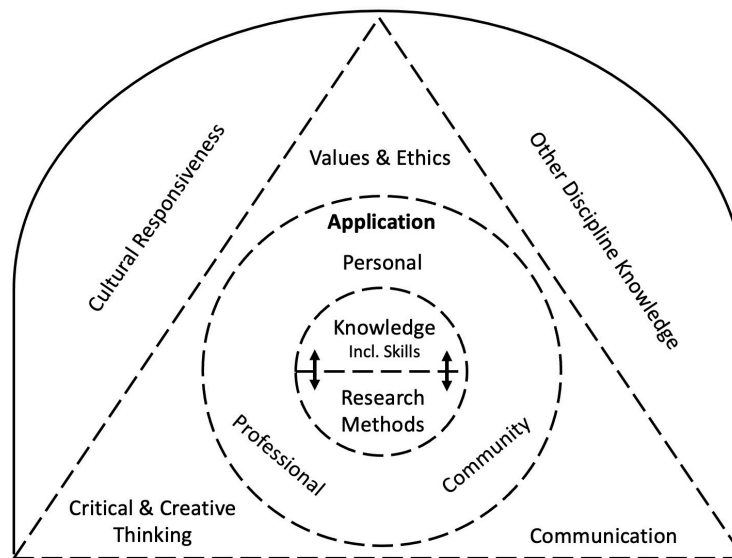 Cultural Responsiveness
Other Discipline Knowledge
Values & Ethics
Application
Personal
Knowledge
Incl. Skills
Research
Methods
Professional
Community
Critical & Creative
Thinking
Communication